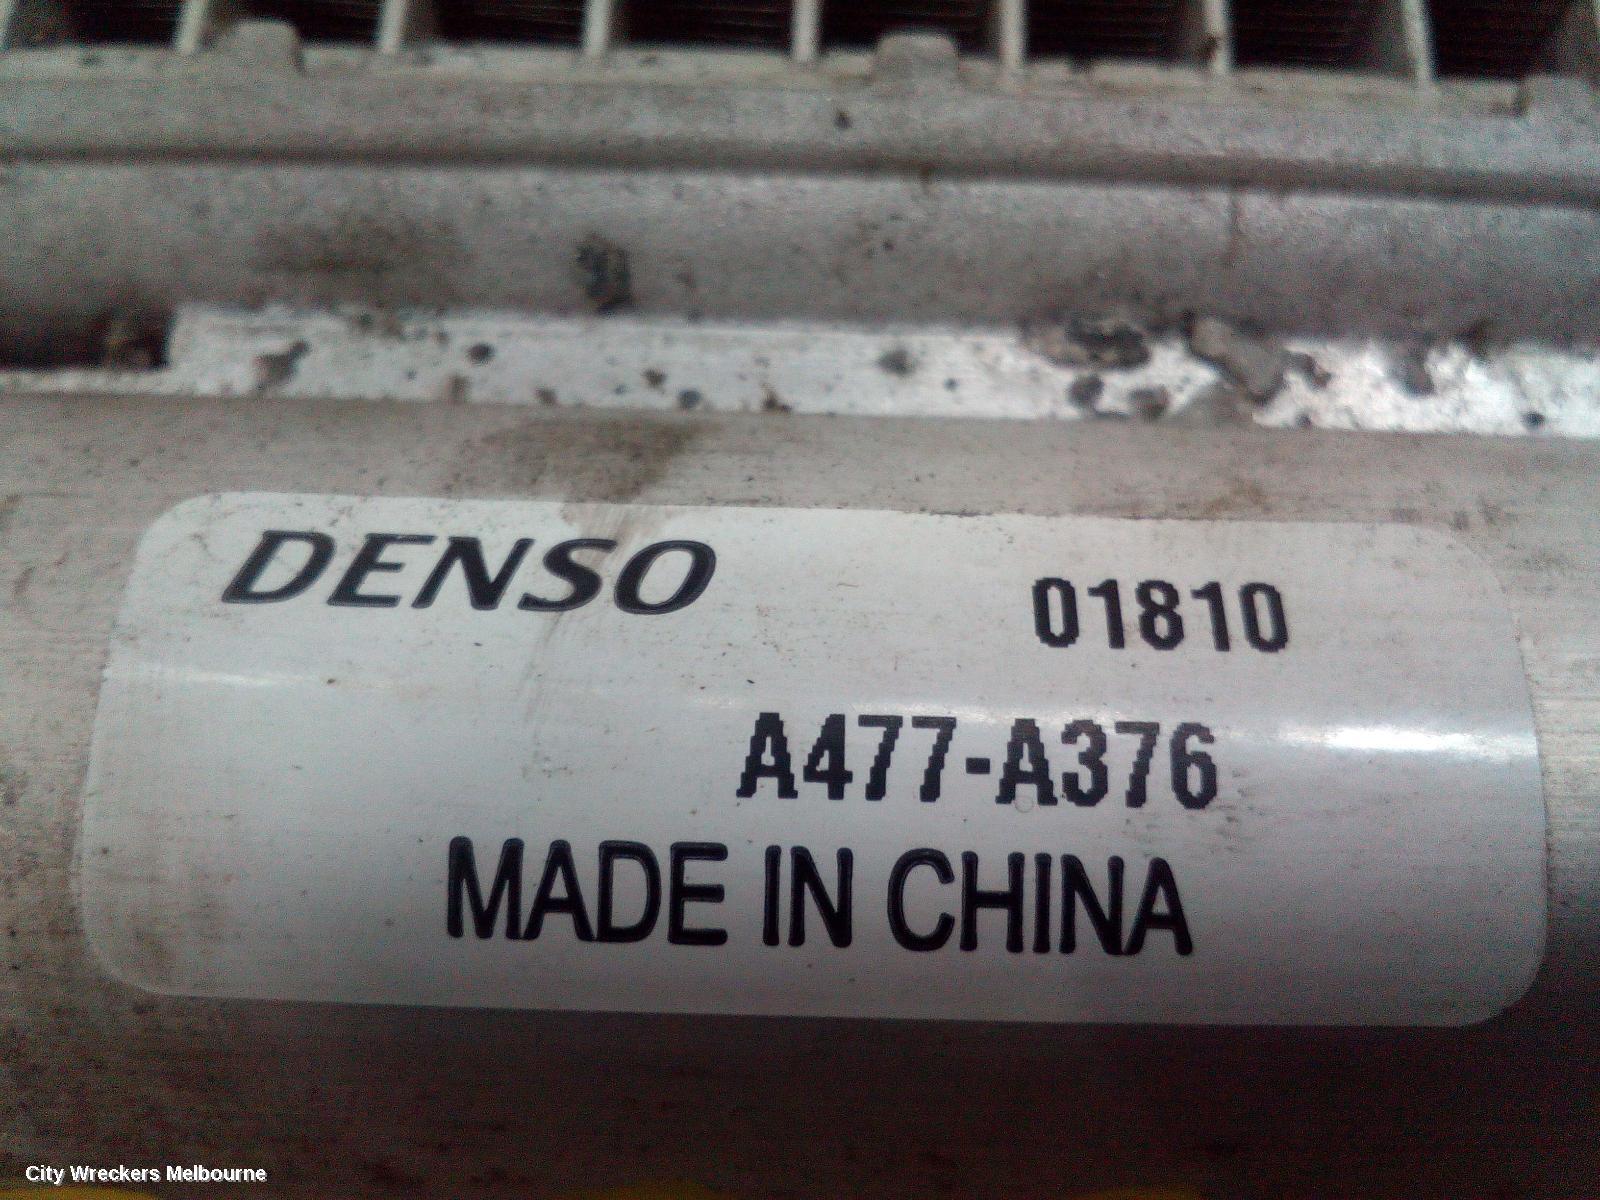 DENSO
01810
A477-A376
MADE IN CHINA
City Wreckers Melbourne